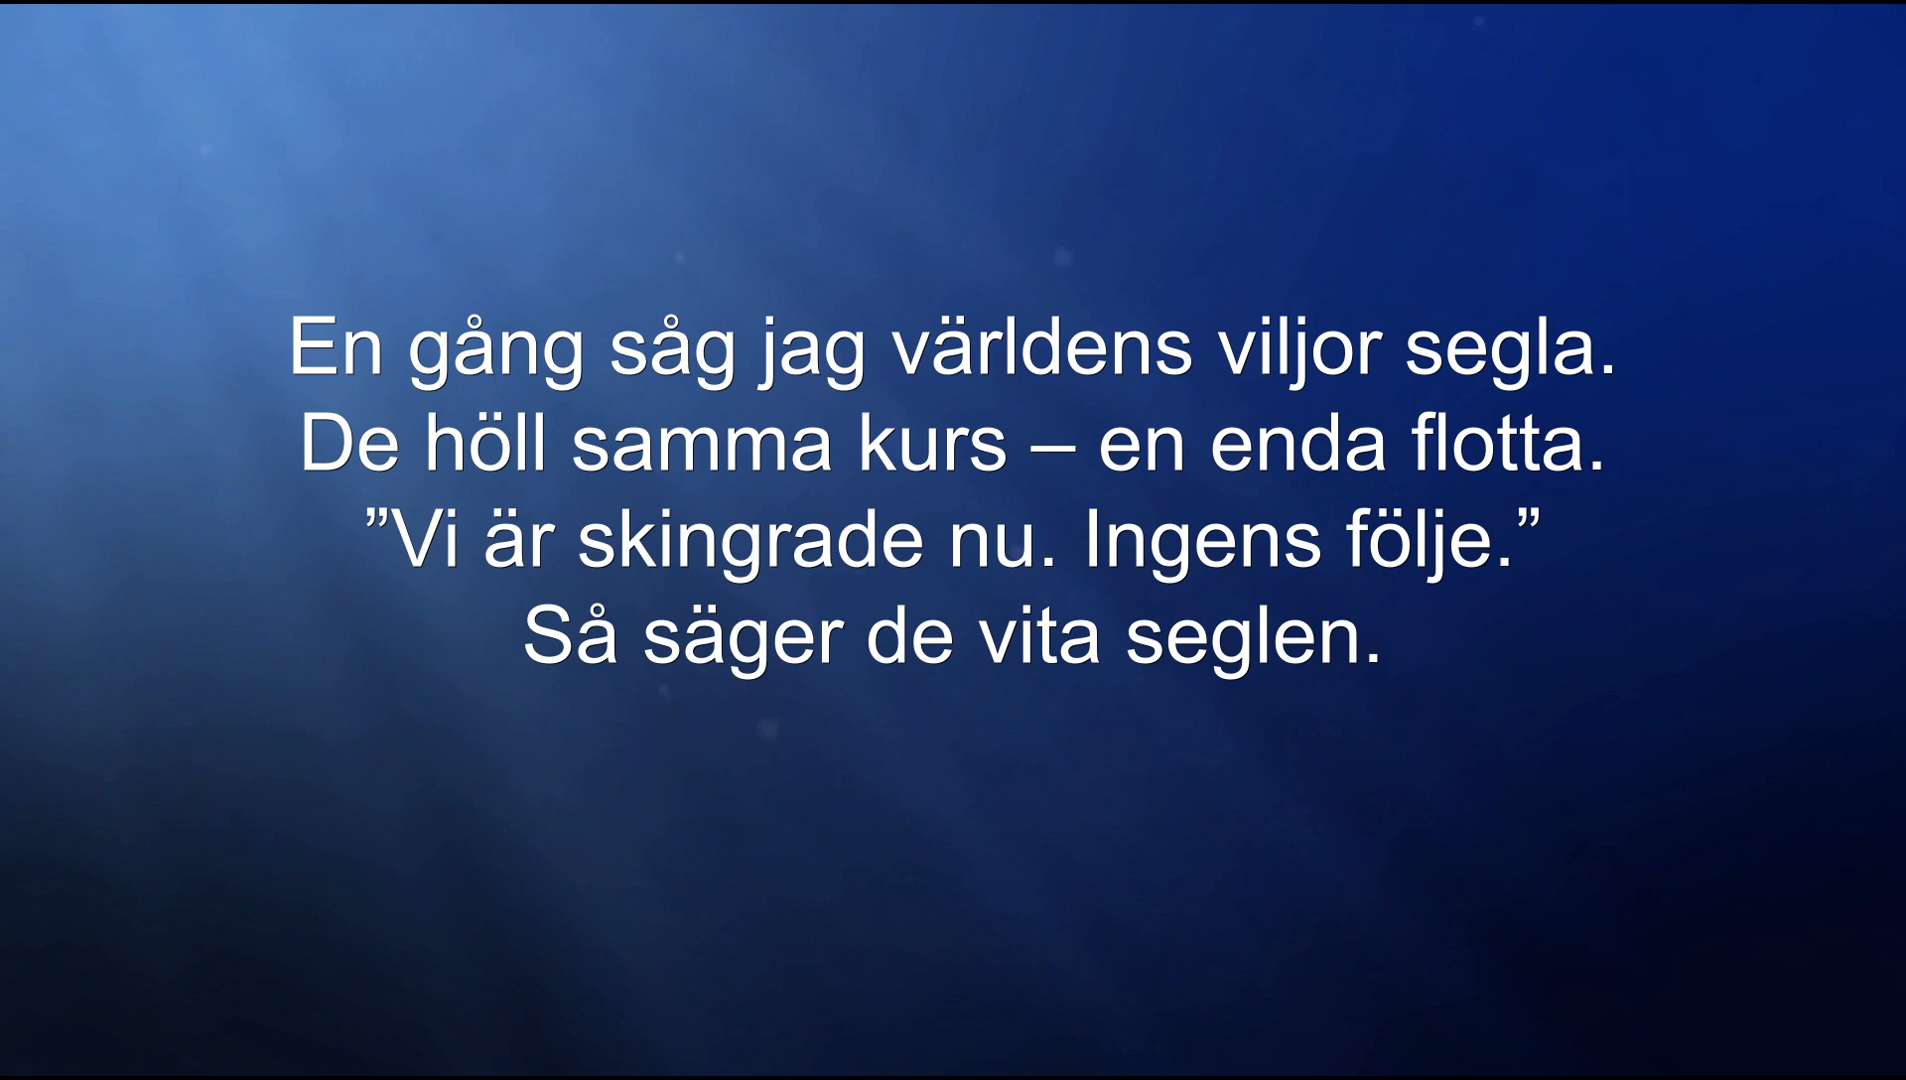 En gång såg jag världens viljor segla.
De höll samma kurs – en enda flotta.
”Vi är skingrade nu. Ingens följe.”
Så säger de vita seglen.